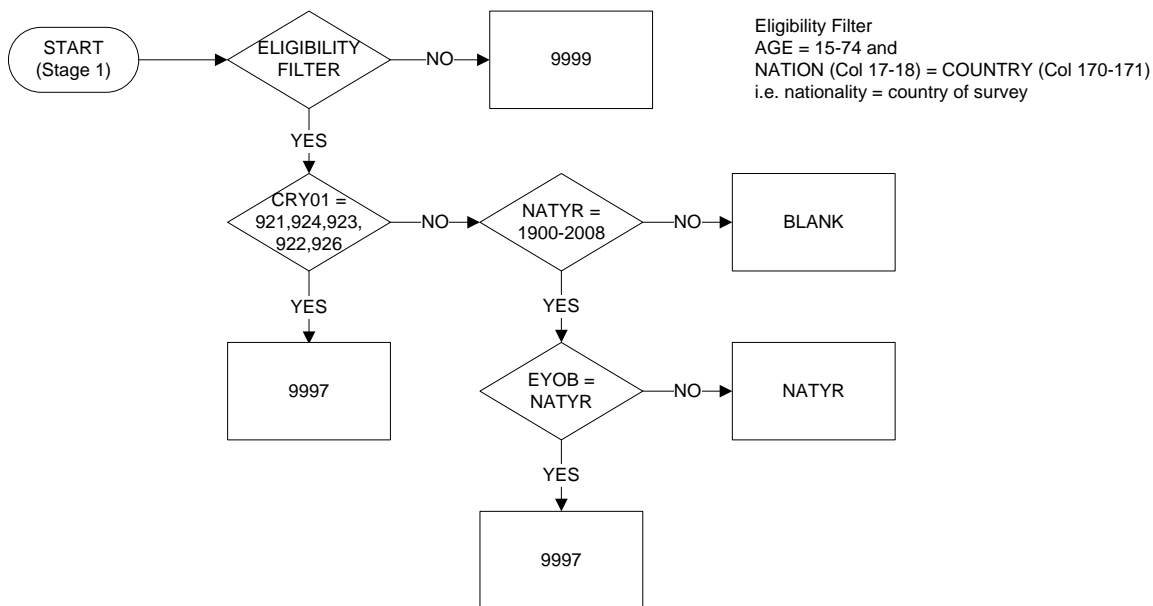 START
(Stage 1)
ELIGIBILITY
FILTER
NO
9999
Eligibility Filter
AGE = 15-74 and
NATION (Col 17-18) = COUNTRY (Col 170-171)
i.e. nationality = country of survey
YES
CRY01 =
921,924,923,
922,926
NO
NATYR =
1900-2008
NO
BLANK
YES
YES
9997
EYOB =
NATYR
NO
NATYR
YES
9997